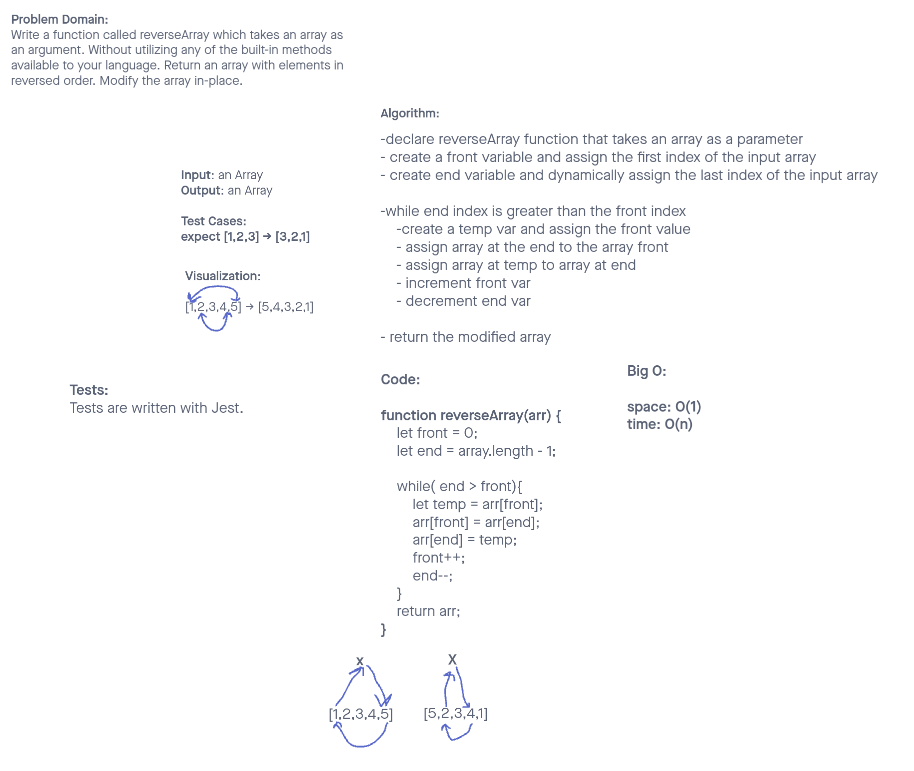 Problem Domain:
Write a function called reverseArray which takes an array as
an argument. Without utilizing any of the built-in methods
available to your language. Return an array with elements in
reversed order. Modify the array in-place.
Algorithm:
-declare reverseArray function that takes an array as a parameter
- create a front variable and assign the first index of the input array
- create end variable and dynamically assign the last index of the input array
-while end index is greater than the front index
-create a temp var and assign the front value
- assign array at the end to the array front
- assign array at temp to array at end
- increment front var
- decrement end var
- return the modified array
Input: an Array
Output: an Array
Test Cases:
expect [1,2,3] → [3,2,1]
Visualization:
[1,2,3,4,5] → [5,4,3,2,1]
Tests:
Tests are written with Jest.
Code:
function reverseArray(arr) {
let front = 0;
let end = array.length - 1;
while( end > front){
let temp = arr[front];
arr[front] = arr[end];
arr[end] = temp;
front++;
end--;
}
return arr;
}
Big O:
space: O(1)
time: O(n)
x
X
[1,2,3,4,5]
[5,2,3,4,1]